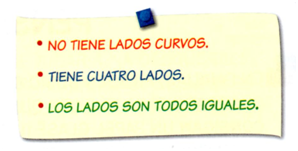 • NO TIENE LADOS CURVOS.
• TIENE CUATRO LADOS.
• LOS LADOS SON TODOS IGUALES.